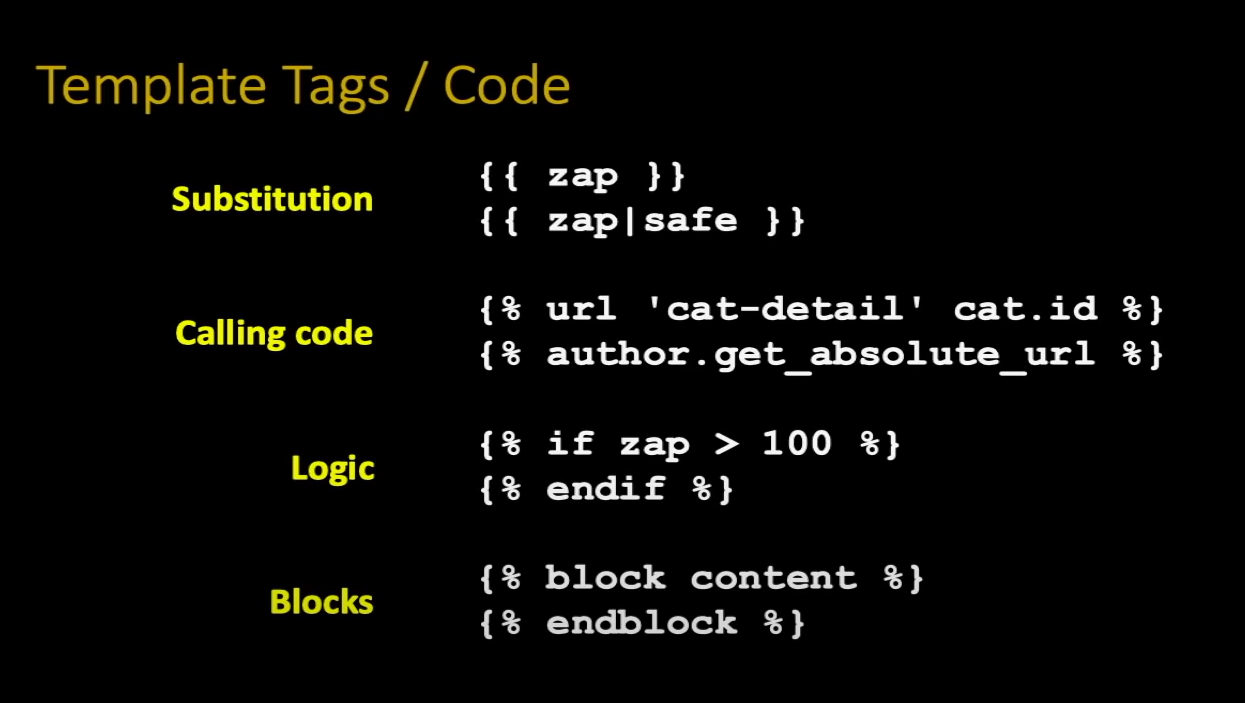 Template Tags / Code
Substitution
{{ zap }}
{{ zap|safe }}
Calling code
{% url 'cat-detail' cat.id %}
{% author.get_absolute_url %}
Logic
{% if zap > 100 %}
{% endif %}
Blocks
{% block content %}
{% endblock %}